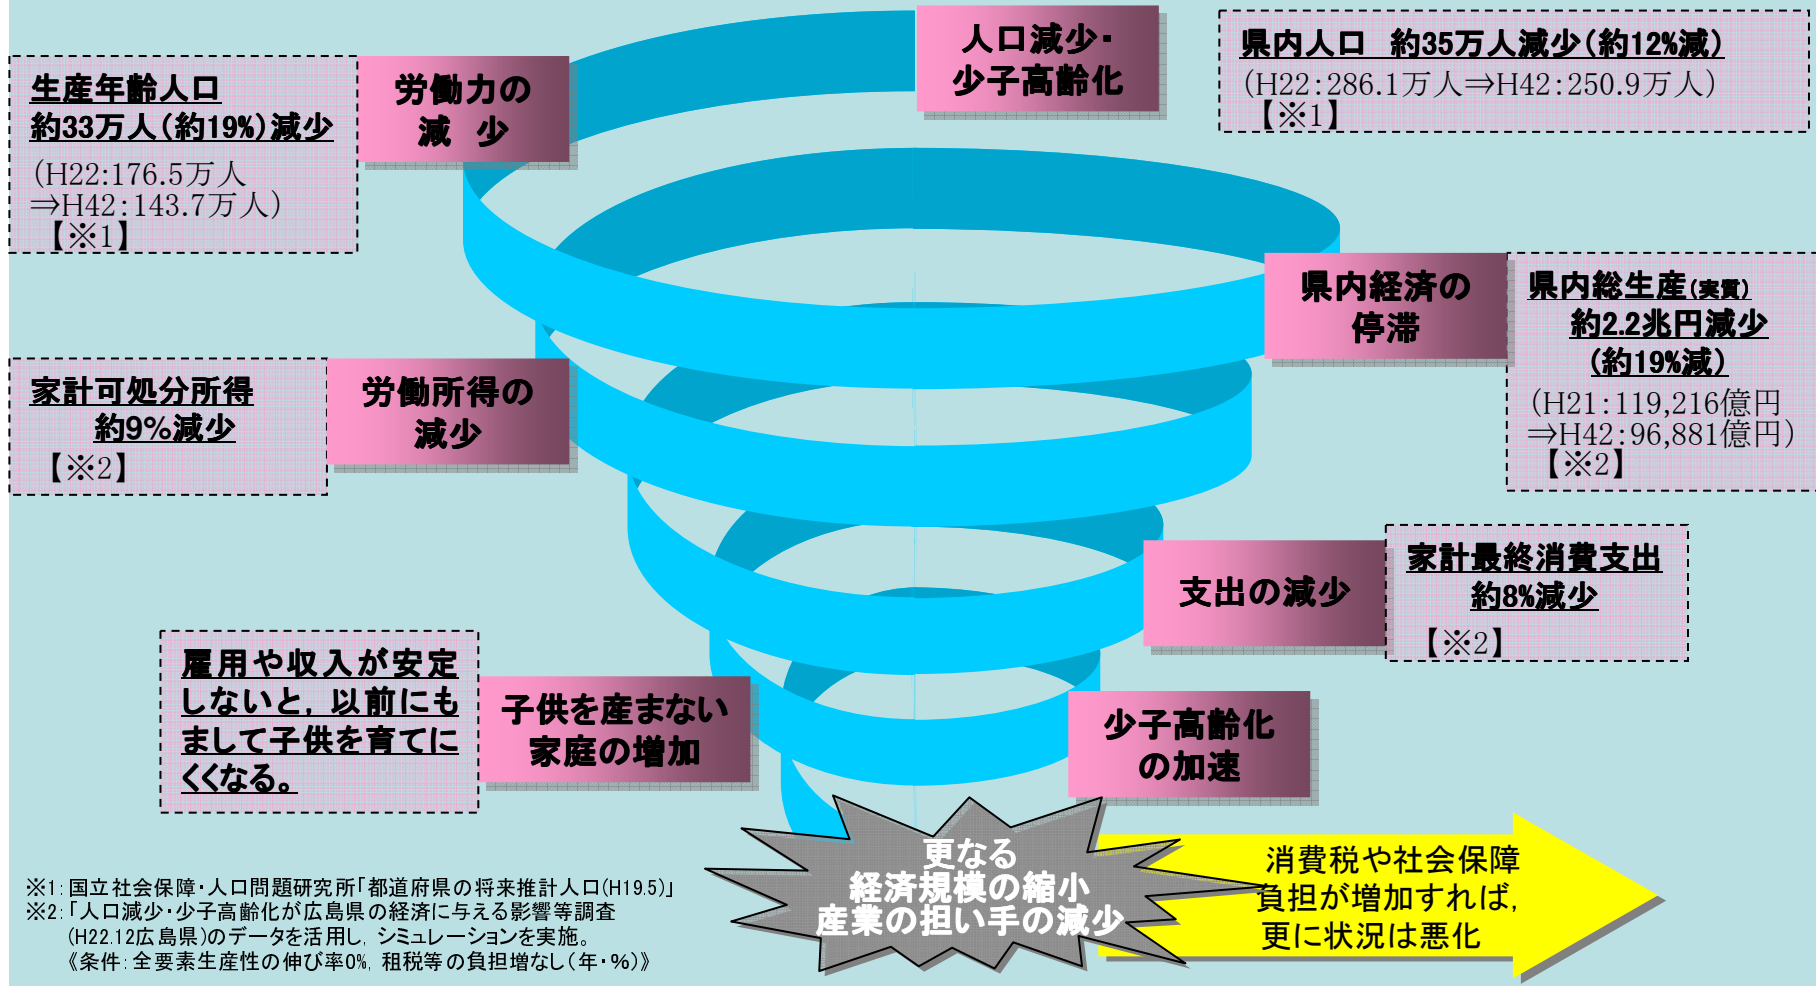 人口減少・
少子高齢化
県内人口　約35万人減少(約12%減)
(H22:286.1万人⇒H42:250.9万人)
【※1】
労働力の
減　少
生産年齢人口
約33万人(約19%)減少
(H22:176.5万人
⇒H42:143.7万人)
【※1】
県内経済の
停滞
県内総生産(実質)
約2.2兆円減少
(約19%減)
(H21:119,216億円
⇒H42:96,881億円)
【※2】
労働所得の
減少
家計可処分所得
約9%減少
【※2】
支出の減少
家計最終消費支出
約8%減少
【※2】
子供を産まない
家庭の増加
雇用や収入が安定
しないと，以前にも
まして子供を育てに
くくなる。
少子高齢化
の加速
更なる
経済規模の縮小
産業の担い手の減少
消費税や社会保障
負担が増加すれば，
更に状況は悪化
※1：国立社会保障・人口問題研究所「都道府県の将来推計人口(H19.5)」
※2：「人口減少・少子高齢化が広島県の経済に与える影響等調査
(H22.12広島県)のデータを活用し，シミュレーションを実施。
《条件：全要素生産性の伸び率0%，租税等の負担増なし（年・%）》